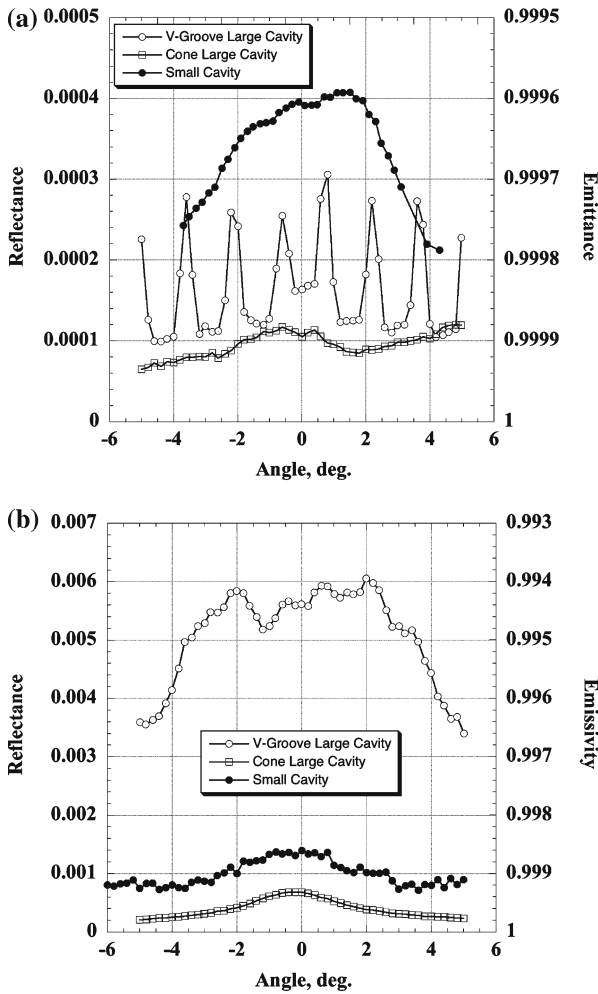 (a)
0.0005
0.0004
0.0003
0.0002
0.0001
0
Reflectance
V-Groove Large Cavity
Cone Large Cavity
Small Cavity
0.9995
0.9996
0.9997
0.9998
0.9999
1
Emittance
-6 -4 -2 0 2 4 6
Angle, deg.
(b)
0.007
0.006
0.005
0.004
0.003
0.002
0.001
0
Reflectance
V-Groove Large Cavity
Cone Large Cavity
Small Cavity
0.993
0.994
0.995
0.996
0.997
0.998
0.999
1
Emissivity
-6 -4 -2 0 2 4 6
Angle, deg.